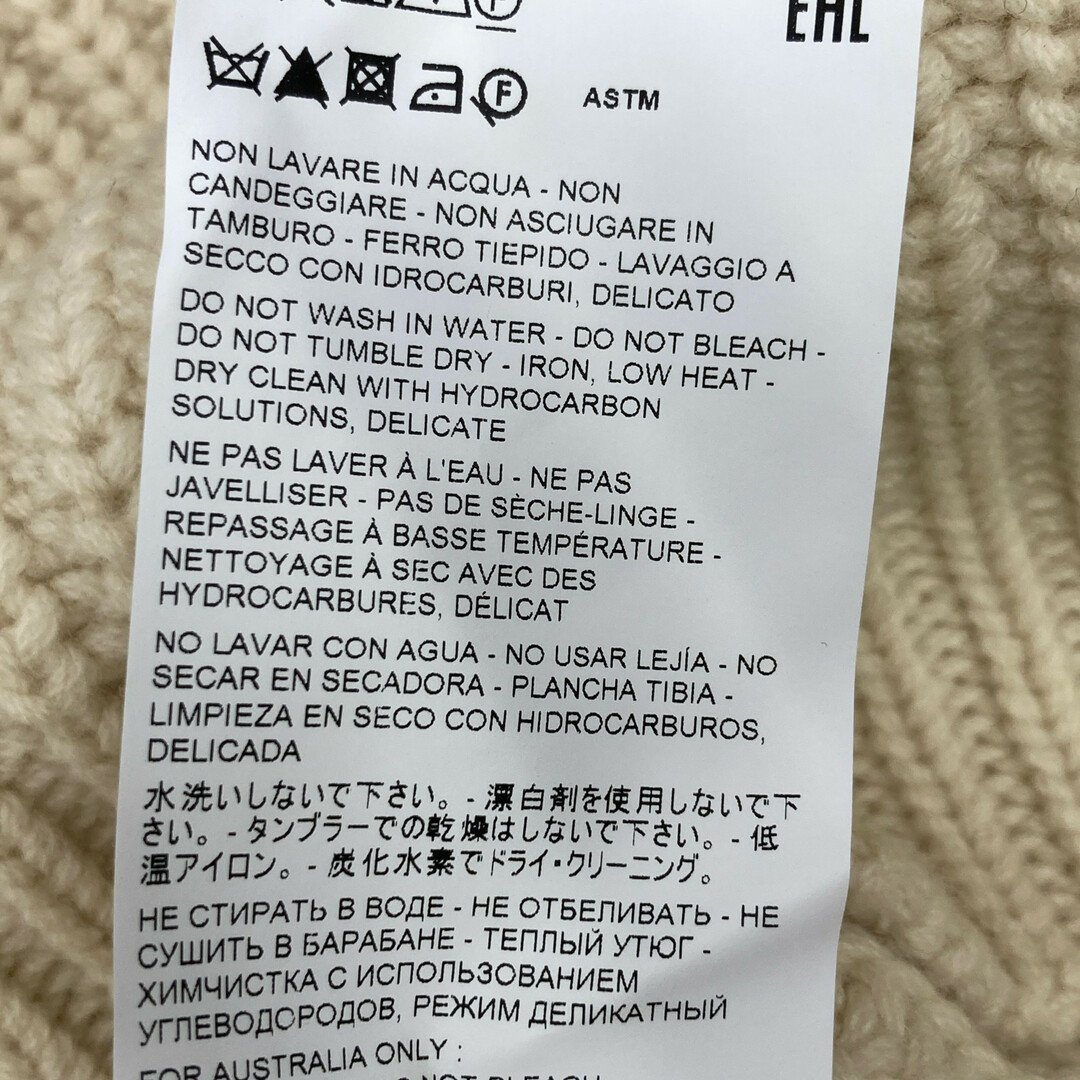 EAC
F
ASTM
NON LAVARE IN ACQUA - NON
CANDEGGIARE - NON ASCIUGARE IN
TAMBURO - FERRO TIEPIDO - LAVAGGIO A
SECCO CON IDROCARBURI, DELICATO
DO NOT WASH IN WATER - DO NOT BLEACH -
DO NOT TUMBLE DRY - IRON, LOW HEAT -
DRY CLEAN WITH HYDROCARBON
SOLUTIONS, DELICATE
NE PAS LAVER À L'EAU - NE PAS
JAVELLISER - PAS DE SÈCHE-LINGE -
REPASSAGE À BASSE TEMPÉRATURE -
NETTOYAGE À SEC AVEC DES
HYDROCARBURES, DÉLICAT
NO LAVAR CON AGUA - NO USAR LEJÍA - NO
SECAR EN SECADORA - PLANCHA TIBIA -
LIMPIEZA EN SECO CON HIDROCARBUROS,
DELICADA
水洗いしないで下さい。- 漂白剤を使用しないで下
さい。- タンブラーでの乾燥はしないで下さい。- 低
温アイロン。- 炭化水素でドライ・クリーニング。
НЕ СТИРАТЬ В ВОДЕ - НЕ ОТБЕЛИВАТЬ - НЕ
СУШИТЬ В БАРАБАНЕ - ТЕПЛЫЙ УТЮГ -
ХИМЧИСТКА С ИСПОЛЬЗОВАНИЕМ
УГЛЕВОДОРОДОВ, РЕЖИМ ДЕЛИКАТНЫЙ
FOR AUSTRALIA ONLY :
NOT BLEACH